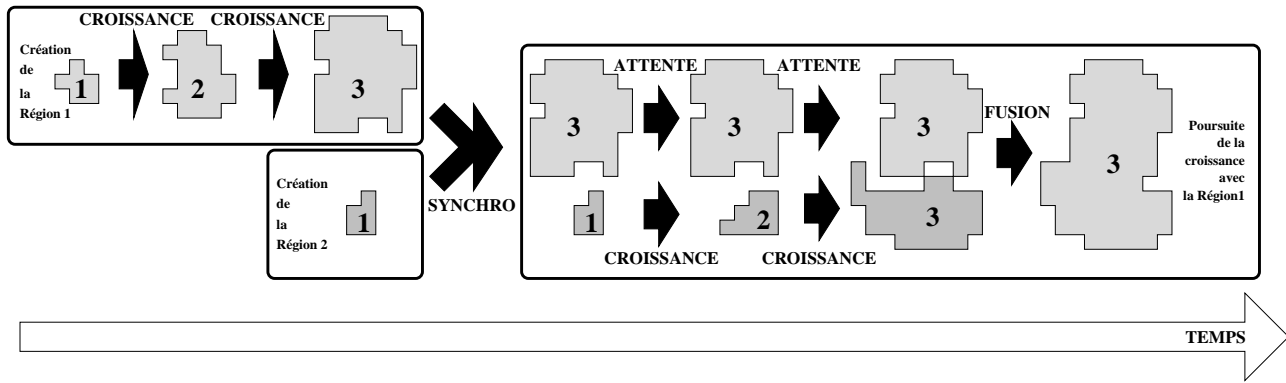 CROISSANCE CROISSANCE
Création
de
la
Région 1
1
2
3
Création
de
la
Région 2
1
SYNCHRO
ATTENTE ATTENTE
3
3
3
FUSION
3
Poursuite
de la
croissance
avec
la Région1
1
2
3
CROISSANCE CROISSANCE
TEMPS